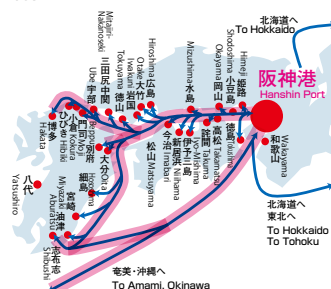 北海道へ
To Hokkaido
阪神港
Hanshin Port
Himeji 姫路
Shodoshima 小豆島
Okayama 岡山
Mizushima 水島
Hiroshima 広島
Otake 大竹
Iwakuni 岩国
Tokuyama 徳山
Mitajiri-Nakanoseki 三田尻中関
Ube 宇部
門司 Moji
小倉 Kokura
ひびき Hibiki
博多
Hakata
別府
Beppu
大分 Oita
松山 Matsuyama
今治 Imabari
新居浜 Niihama
伊予三島
Iyo-Mishima
詫間 Takuma
高松 Takamatsu
徳島
Tokushima
和歌山
Wakayama
八代
Yatsushiro
細島
Hososhima
宮崎
Miyazaki
油津
Aburatsu
志布志
Shibushi
北海道へ
東北へ
To Hokkaido
To Tohoku
奄美・沖縄へ
To Amami, Okinawa